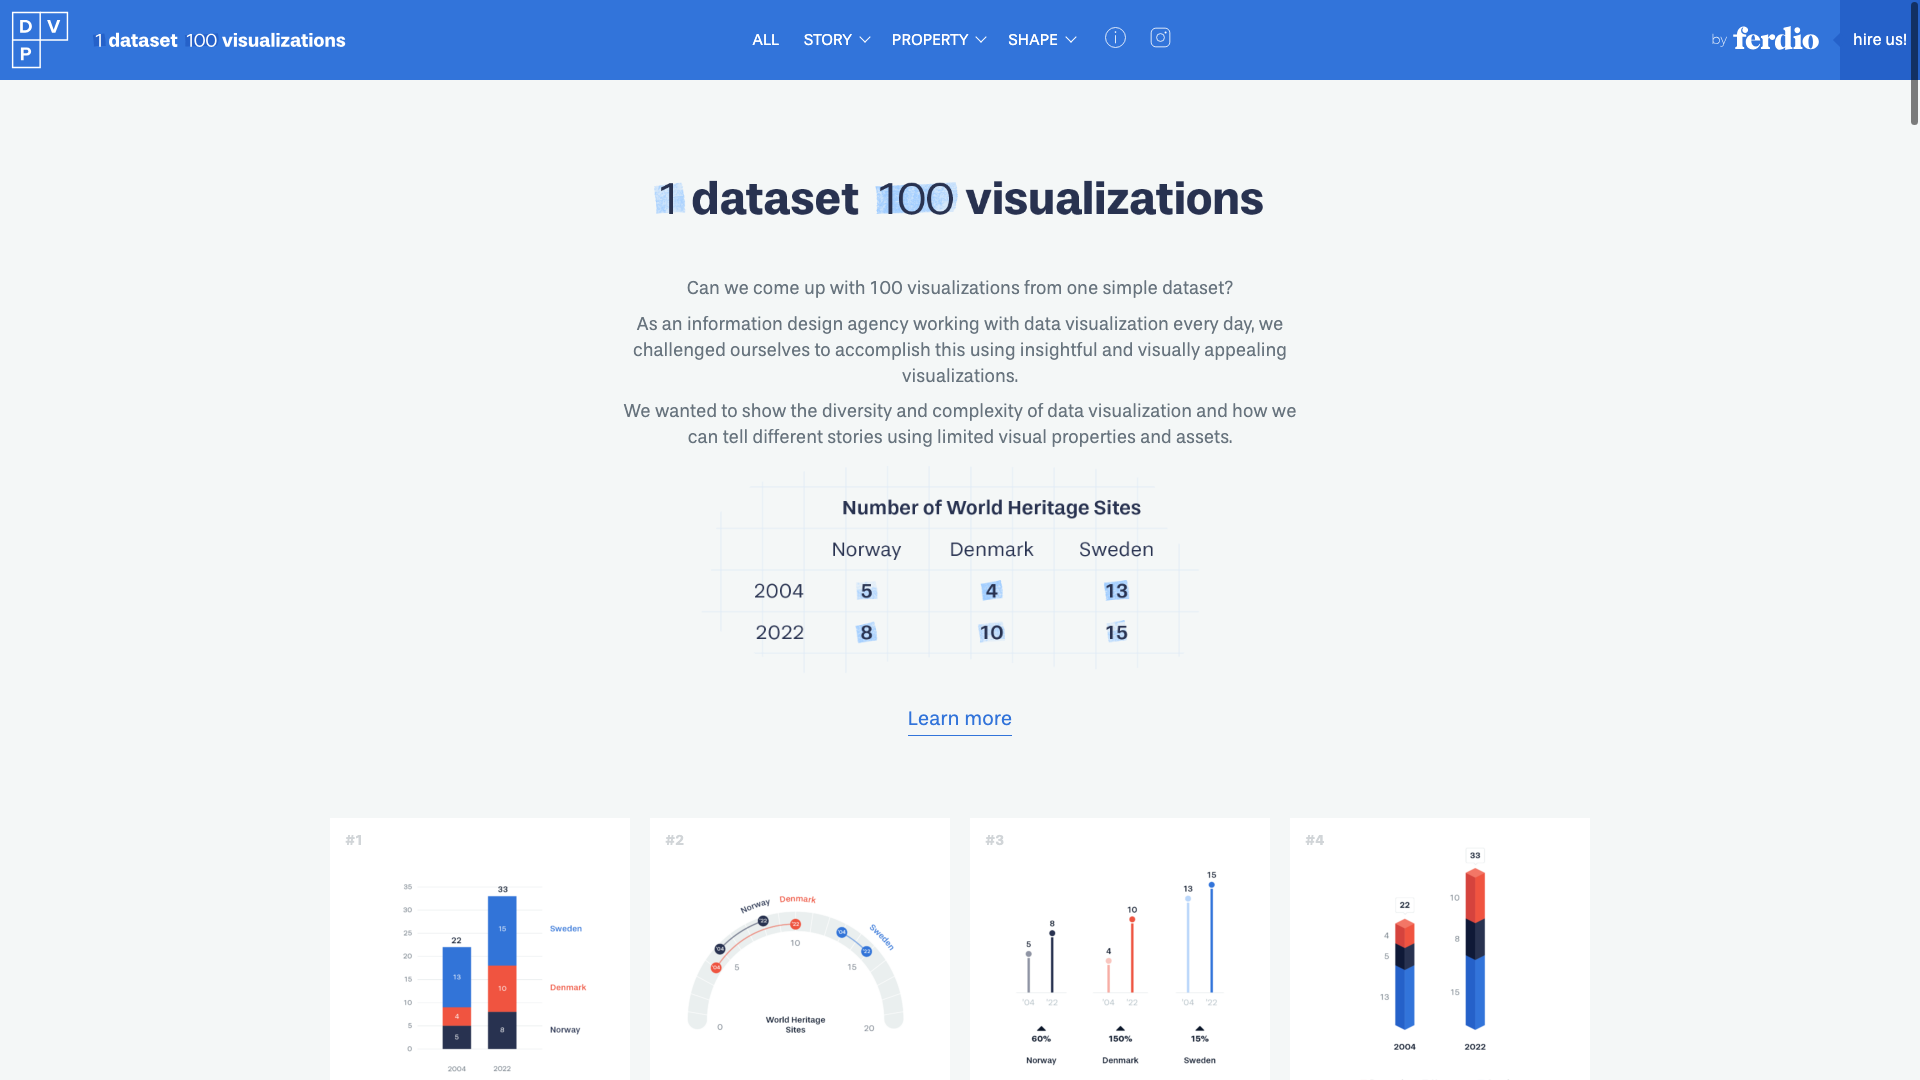 D V
P
1 dataset 100 visualizations
ALL STORY PROPERTY SHAPE
by ferdio
hire us!
1 dataset 100 visualizations
Can we come up with 100 visualizations from one simple dataset?
As an information design agency working with data visualization every day, we
challenged ourselves to accomplish this using insightful and visually appealing
visualizations.
We wanted to show the diversity and complexity of data visualization and how we
can tell different stories using limited visual properties and assets.
Number of World Heritage Sites
Norway Denmark Sweden
2004 5 4 13
2022 8 10 15
Learn more
#1
35
30
25
20
15
10
5
0
22
33
13
4
5
15
10
8
Sweden
Denmark
Norway
2004 2022
#2
Norway
Denmark
Sweden
'04
'22
'04
'22
'04
'22
0
5
10
15
20
World Heritage
Sites
#3
5 8
4 10
13 15
'04 '22 '04 '22 '04 '22
60% 150% 15%
Norway Denmark Sweden
#4
22
4
5
13
33
10
8
15
2004 2022